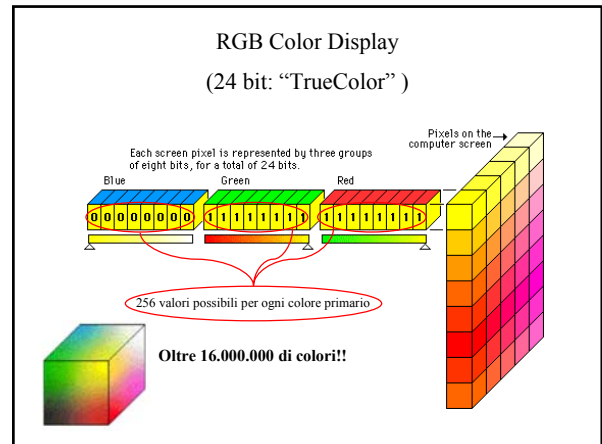 RGB Color Display
(24 bit: “TrueColor” )
Pixels on the
computer screen
Each screen pixel is represented by three groups
of eight bits, for a total of 24 bits.
Blue Green Red
0 0 0 0 0 0 0 0 1 1 1 1 1 1 1 1 1 1 1 1 1 1 1 1
256 valori possibili per ogni colore primario
Oltre 16.000.000 di colori!!